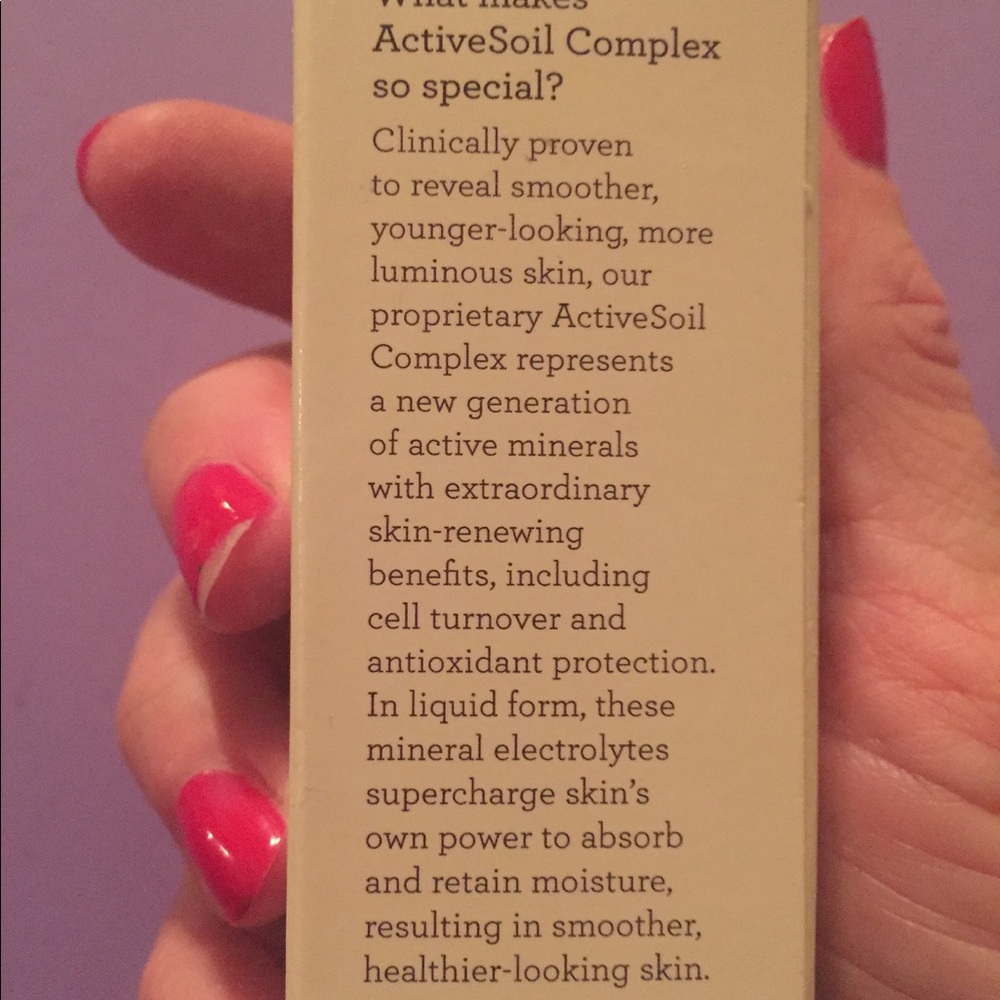 What makes
ActiveSoil Complex
so special?
Clinically proven
to reveal smoother,
younger-looking, more
luminous skin, our
proprietary ActiveSoil
Complex represents
a new generation
of active minerals
with extraordinary
skin-renewing
benefits, including
cell turnover and
antioxidant protection.
In liquid form, these
mineral electrolytes
supercharge skin’s
own power to absorb
and retain moisture,
resulting in smoother,
healthier-looking skin.